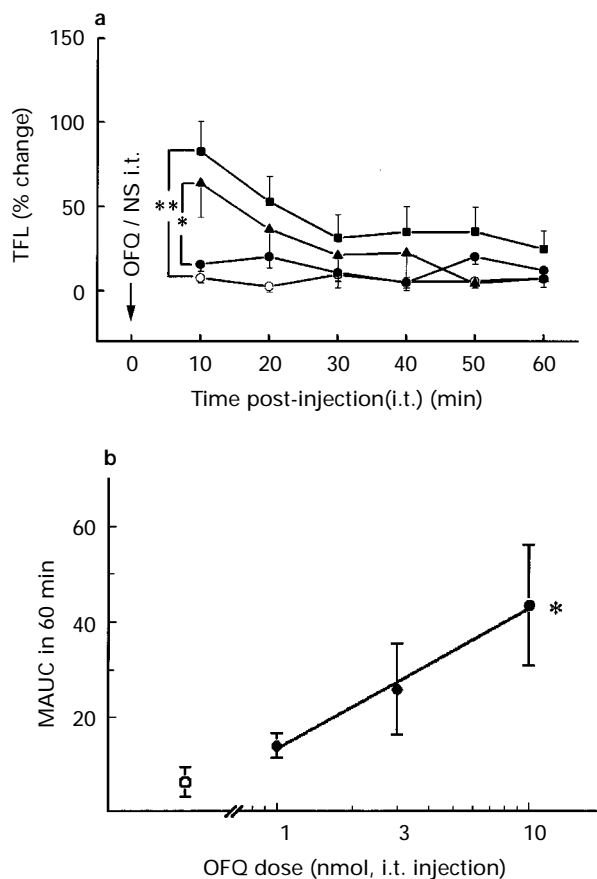 a
150
100
50
0
TFL (% change)
OFQ / NS i.t.
**
*
0 10 20 30 40 50 60
Time post-injection(i.t.) (min)
b
60
40
20
MAUC in 60 min
*
1 3 10
OFQ dose (nmol, i.t. injection)